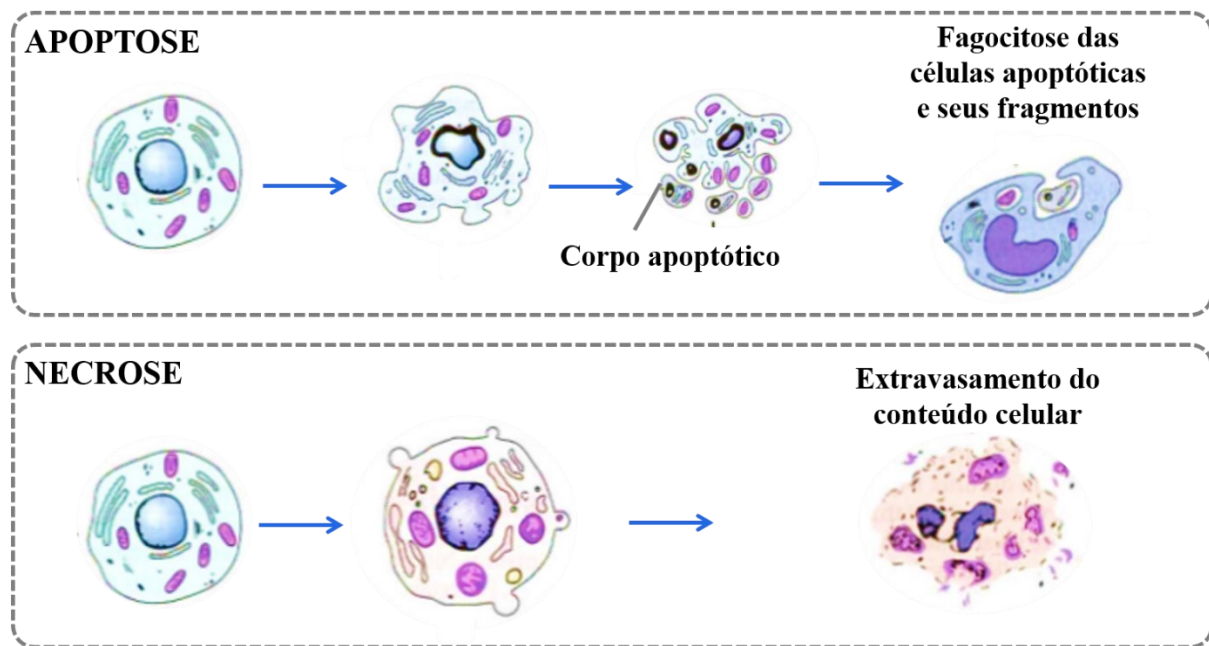 APOPTOSE
Fagocitose das
células apoptóticas
e seus fragmentos
Corpo apoptótico
NECROSE
Extravasamento do
conteúdo celular